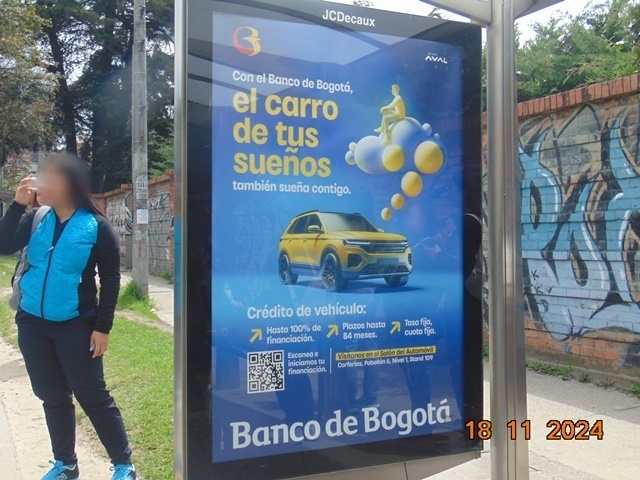 JCDecaux
AVAL
Con el Banco de Bogotá,
el carro
de tus
sueños
también sueña contigo.
Crédito de vehículo:
Hasta 100% de
financiación.
Plazos hasta
84 meses.
Tasa fija,
cuota fija.
Escanea e
iniciamos tu
financiación.
Visítanos en el Salón del Automóvil
Corferias, Pabellón 6, Nivel 1, Stand 109
Banco de Bogotá
18 11 2024